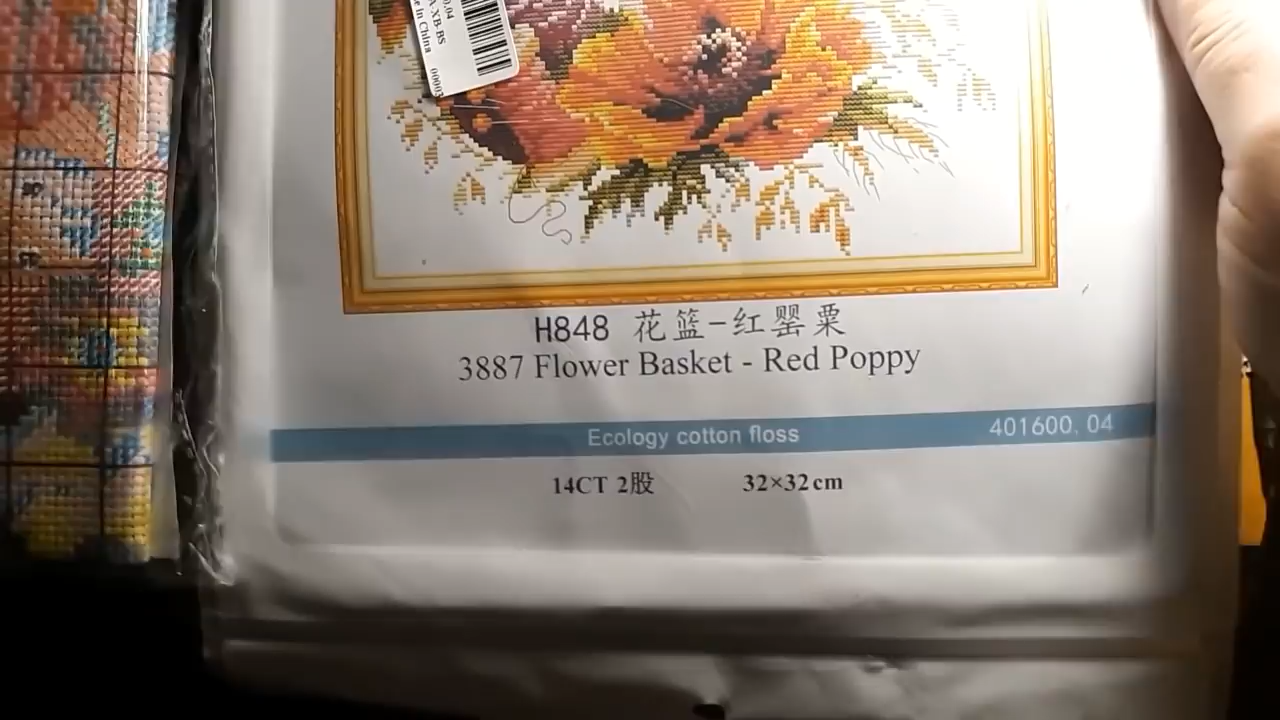 H848 花篮-红罂粟
3887 Flower Basket - Red Poppy
Ecology cotton floss
401600.04
14CT 2股
32×32cm